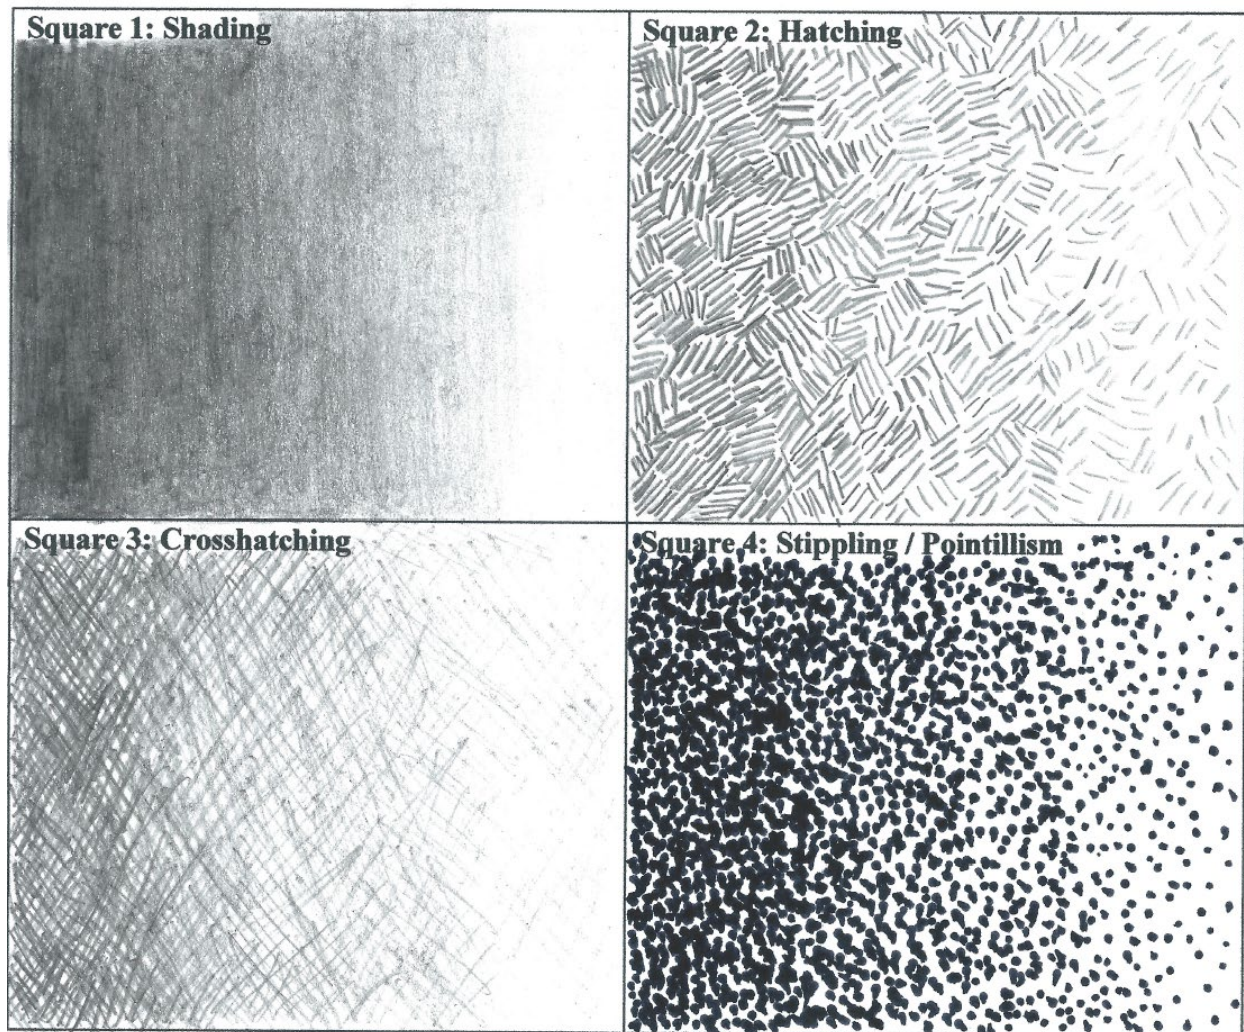 Square 1: Shading
Square 2: Hatching
Square 3: Crosshatching
Square 4: Stippling / Pointillism